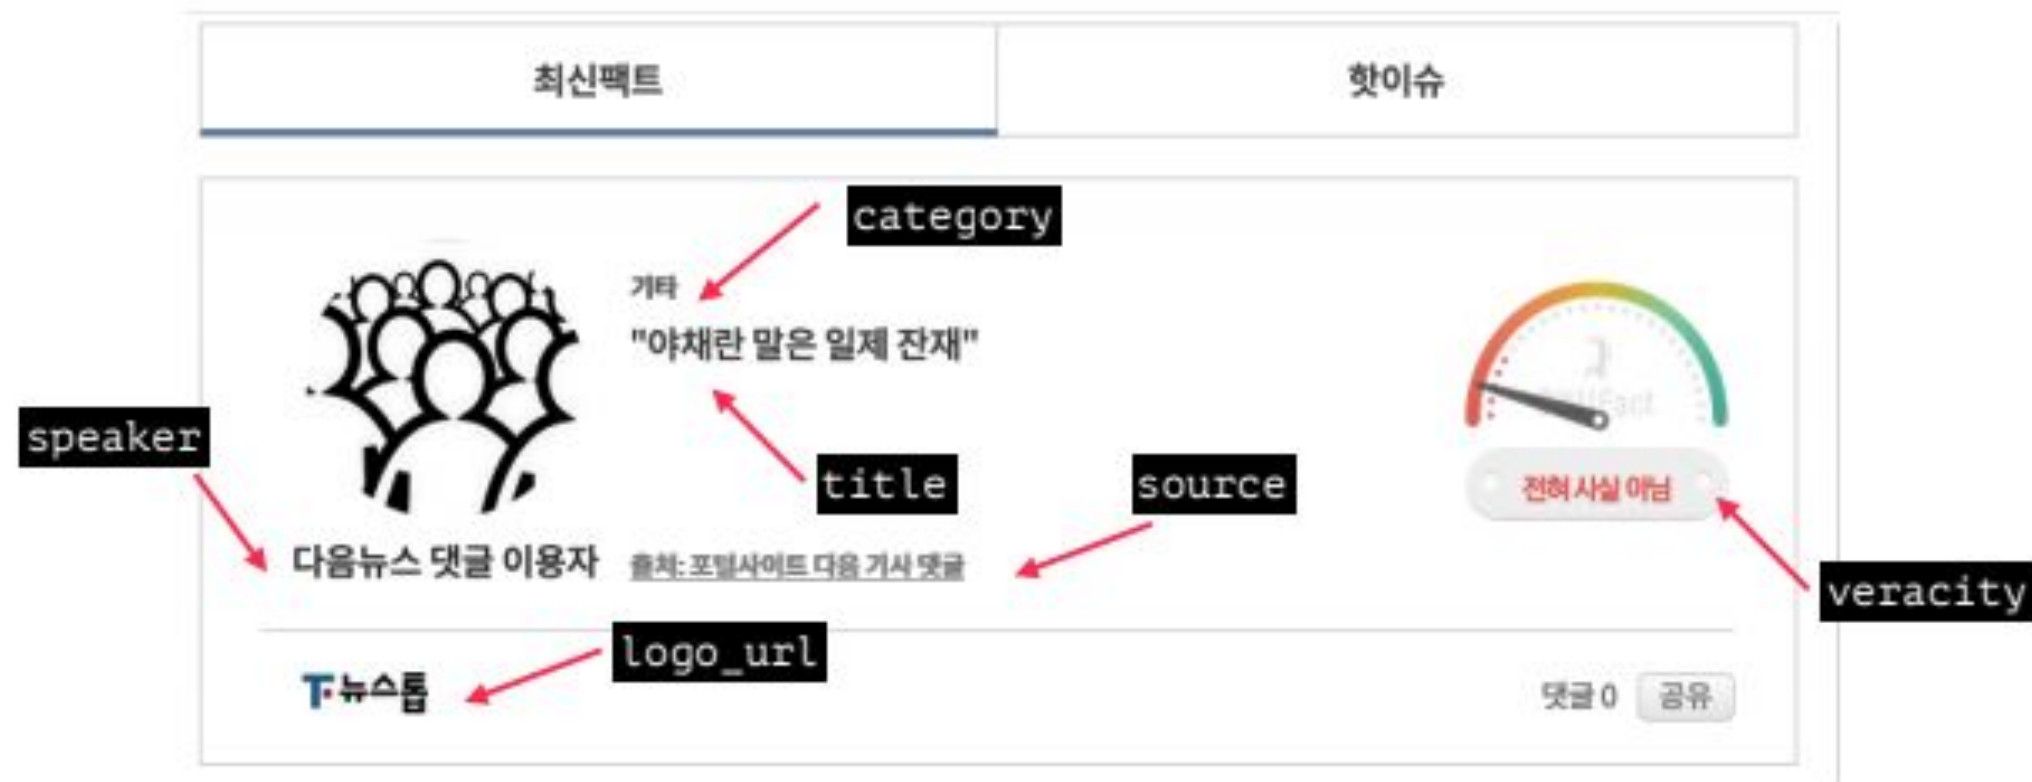 최신팩트
핫이슈
category
기타
"야채란 말은 일제 잔재"
speaker
title
source
전혀 사실 아님
다음뉴스 댓글 이용자
출처: 포털사이트 다음 기사 댓글
veracity
logo_url
뉴스톱
댓글 0
공유